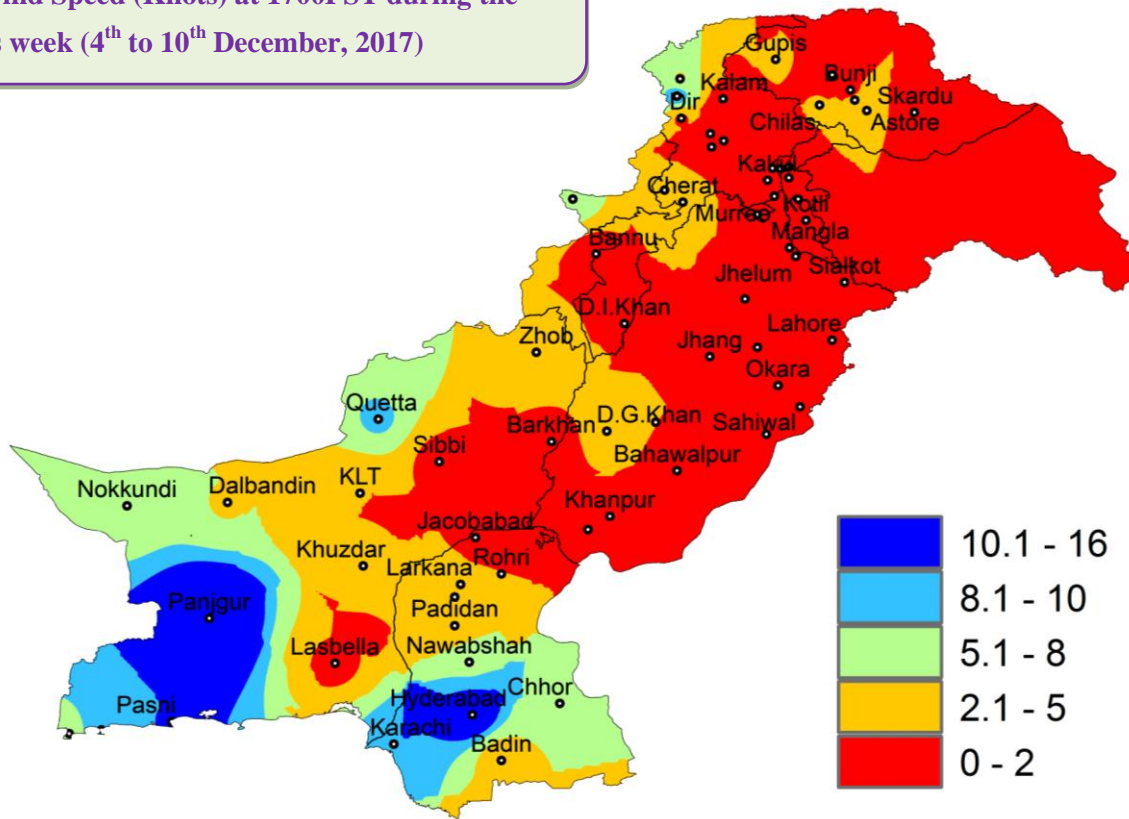 Wind Speed (Knots) at 1700PST during the
week (4th to 10th December, 2017)
Gupis
Bunji
Kalam
Skardu
Dir
Chilas
Astore
Kakul
Cherat
Murree
Kotli
Mangla
Bannu
Jhelum
Sialkot
D.I.Khan
Lahore
Zhob
Jhang
Okara
Quetta
D.G.Khan
Barkhan
Sahiwal
Sibbi
Bahawalpur
KLT
Nokkundi
Dalbandin
Khanpur
Jacobabad
Khuzdar
Rohri
Larkana
Panjgur
Padidan
Lasbella
Nawabshah
Chhor
Pasni
Hyderabad
Karachi
Badin
10.1 - 16
8.1 - 10
5.1 - 8
2.1 - 5
0 - 2